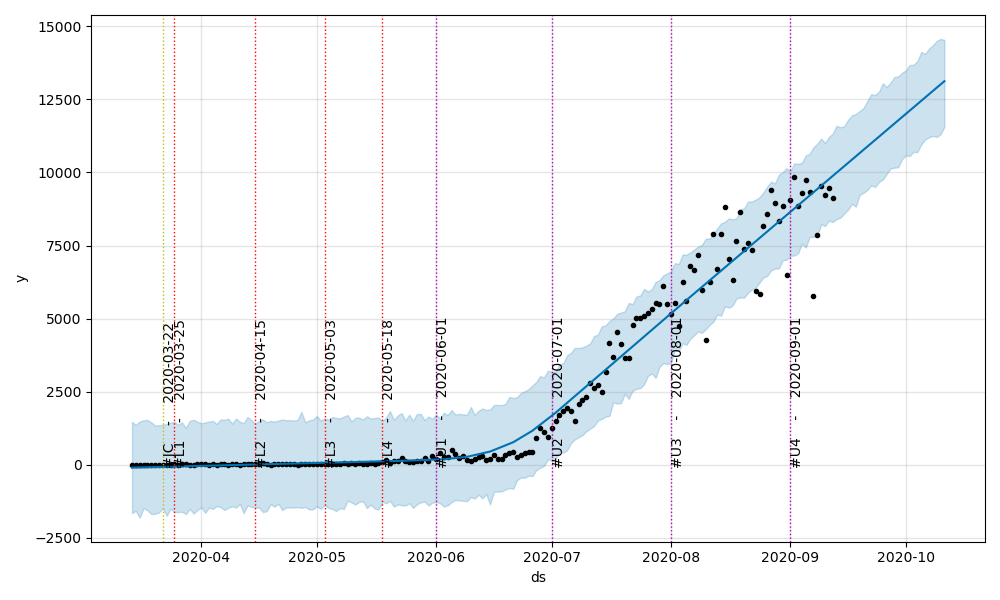 15000
12500
10000
7500
5000
2500
0
−2500
y
#JC - 2020-03-22
#L1 - 2020-03-25
#L2 - 2020-04-15
#L3 - 2020-05-03
#L4 - 2020-05-18
#U1 - 2020-06-01
#U2 - 2020-07-01
#U3 - 2020-08-01
#U4 - 2020-09-01
2020-04
2020-05
2020-06
2020-07
2020-08
2020-09
2020-10
ds